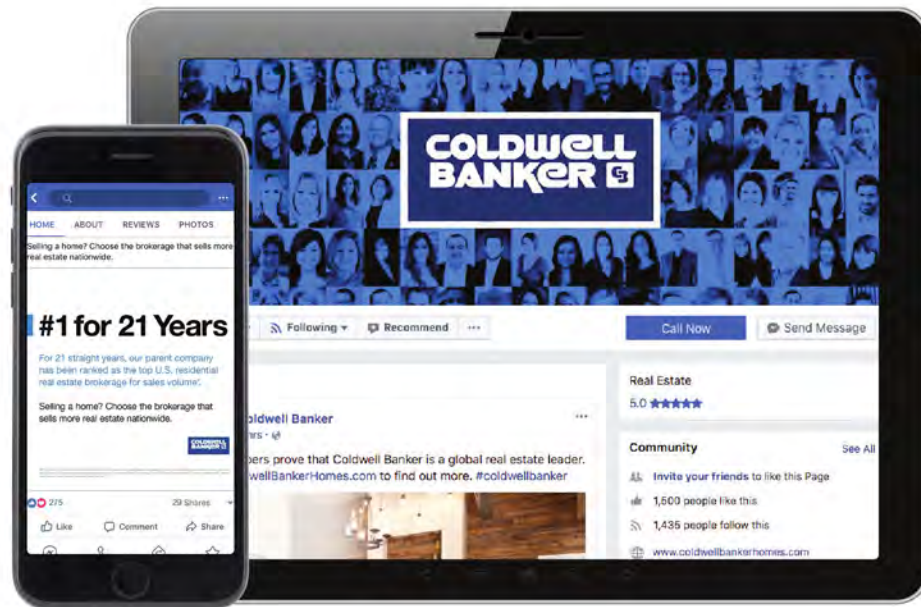 HOME ABOUT REVIEWS PHOTOS
Selling a home? Choose the brokerage that sells more
real estate nationwide.
#1 for 21 Years
For 21 straight years, our parent company
has been ranked as the top U.S. residential
real estate brokerage for sales volume
Selling a home? Choose the brokerage that
sells more real estate nationwide.
COLDWELL
BANKER
275 29 Shares
Like Comment Share
COLDWELL
BANKER CB
Following Recommend
Call Now Send Message
oldwell Banker
rs
bers prove that Coldwell Banker is a global real estate leader.
wellBankerHomes.com to find out more. #coldwellbanker
Real Estate
5.0 ★★★★★
Community See All
Invite your friends to like this Page
1,500 people like this
1,435 people follow this
www.coldwellbankerhomes.com